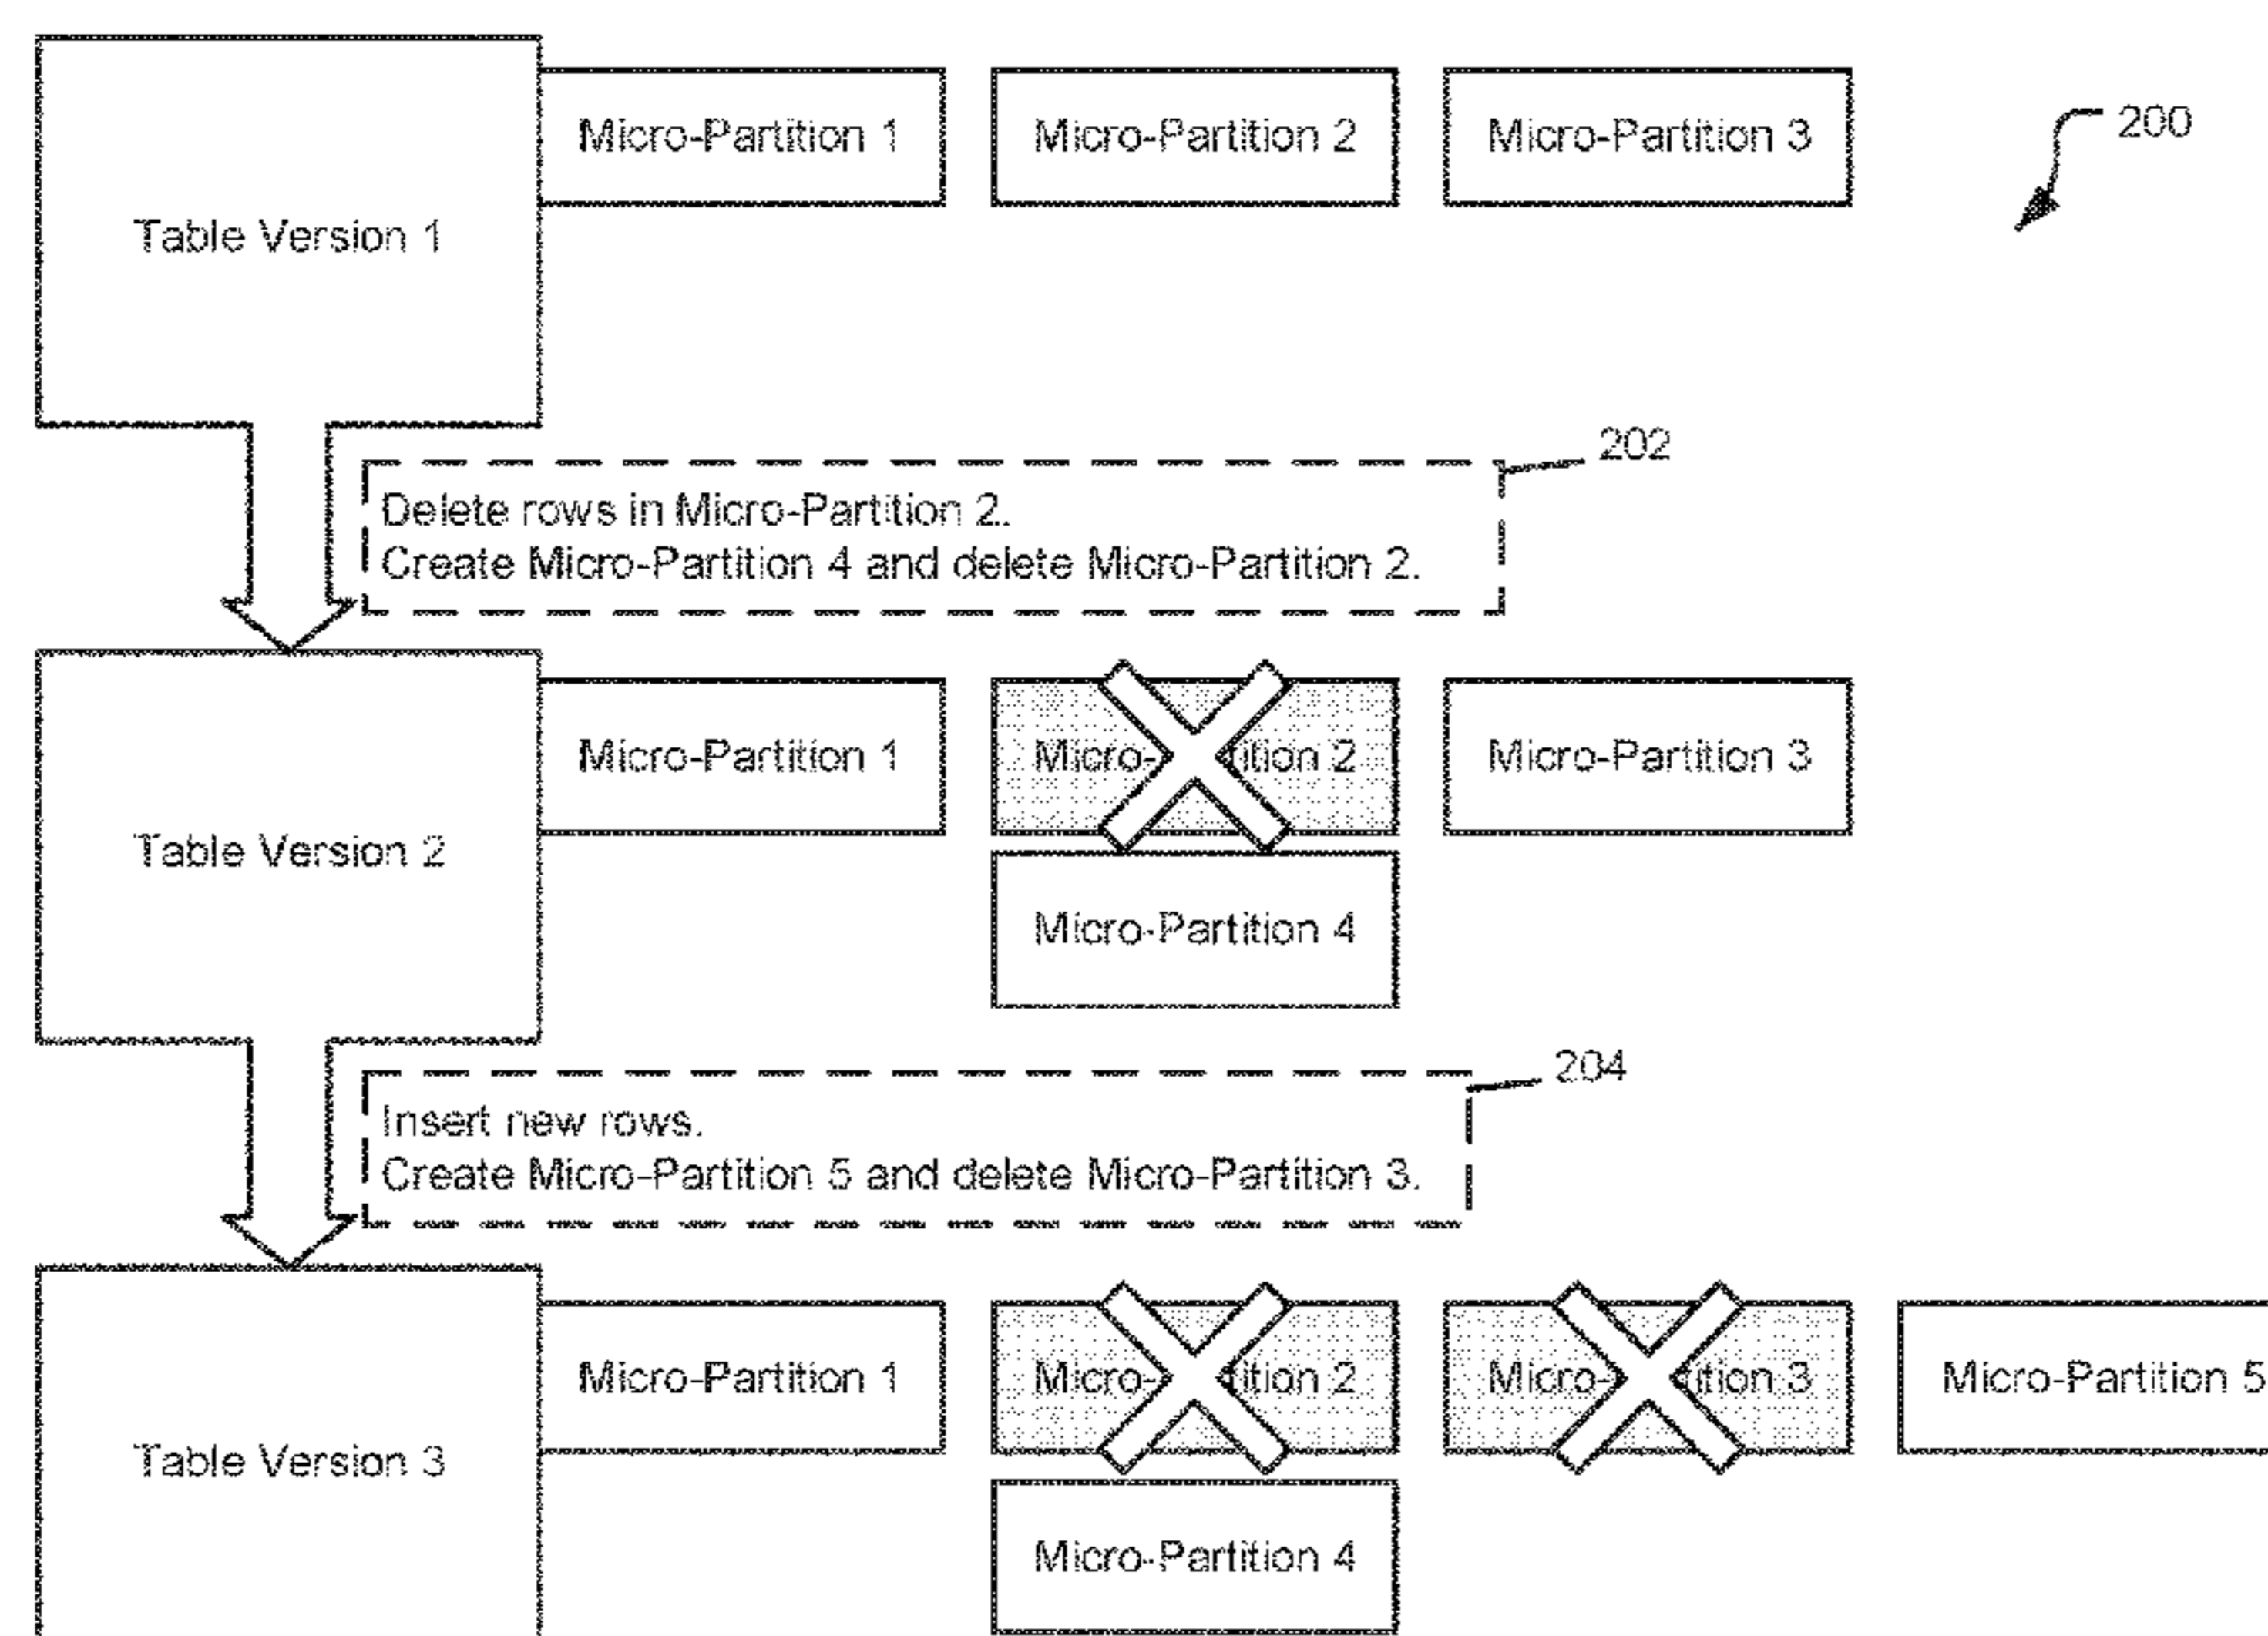 Micro-Partition 1
Micro-Partition 2
Micro-Partition 3
200
Table Version 1
202
Delete rows in Micro-Partition 2.
Create Micro-Partition 4 and delete Micro-Partition 2.
Micro-Partition 1
Micro- tition 2
Micro-Partition 3
Table Version 2
Micro-Partition 4
204
Insert new rows.
Create Micro-Partition 5 and delete Micro-Partition 3.
Micro-Partition 1
Micro- tition 2
Micro- tition 3
Micro-Partition 5
Table Version 3
Micro-Partition 4